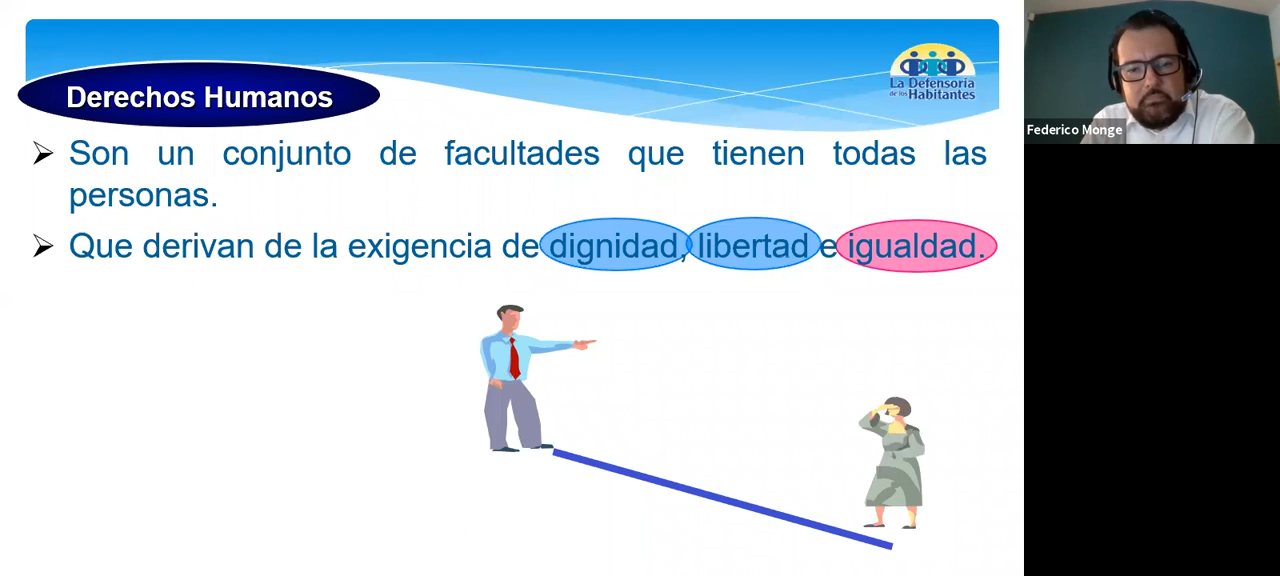 Derechos Humanos
La Defensoría
de los Habitantes
Federico Monge
Son un conjunto de facultades que tienen todas las
personas.
Que derivan de la exigencia de dignidad, libertad e igualdad.